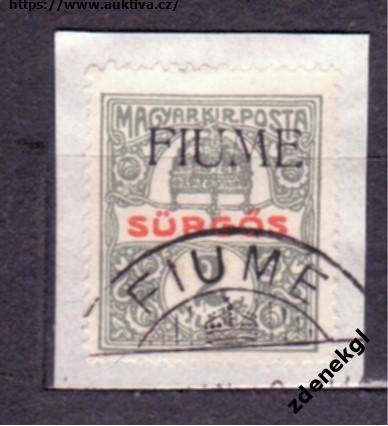 https://www.auktiva.cz/
MAGYAR KIR. POSTA
FIUME
SÜRGŐS
FIUME
zdenekgl